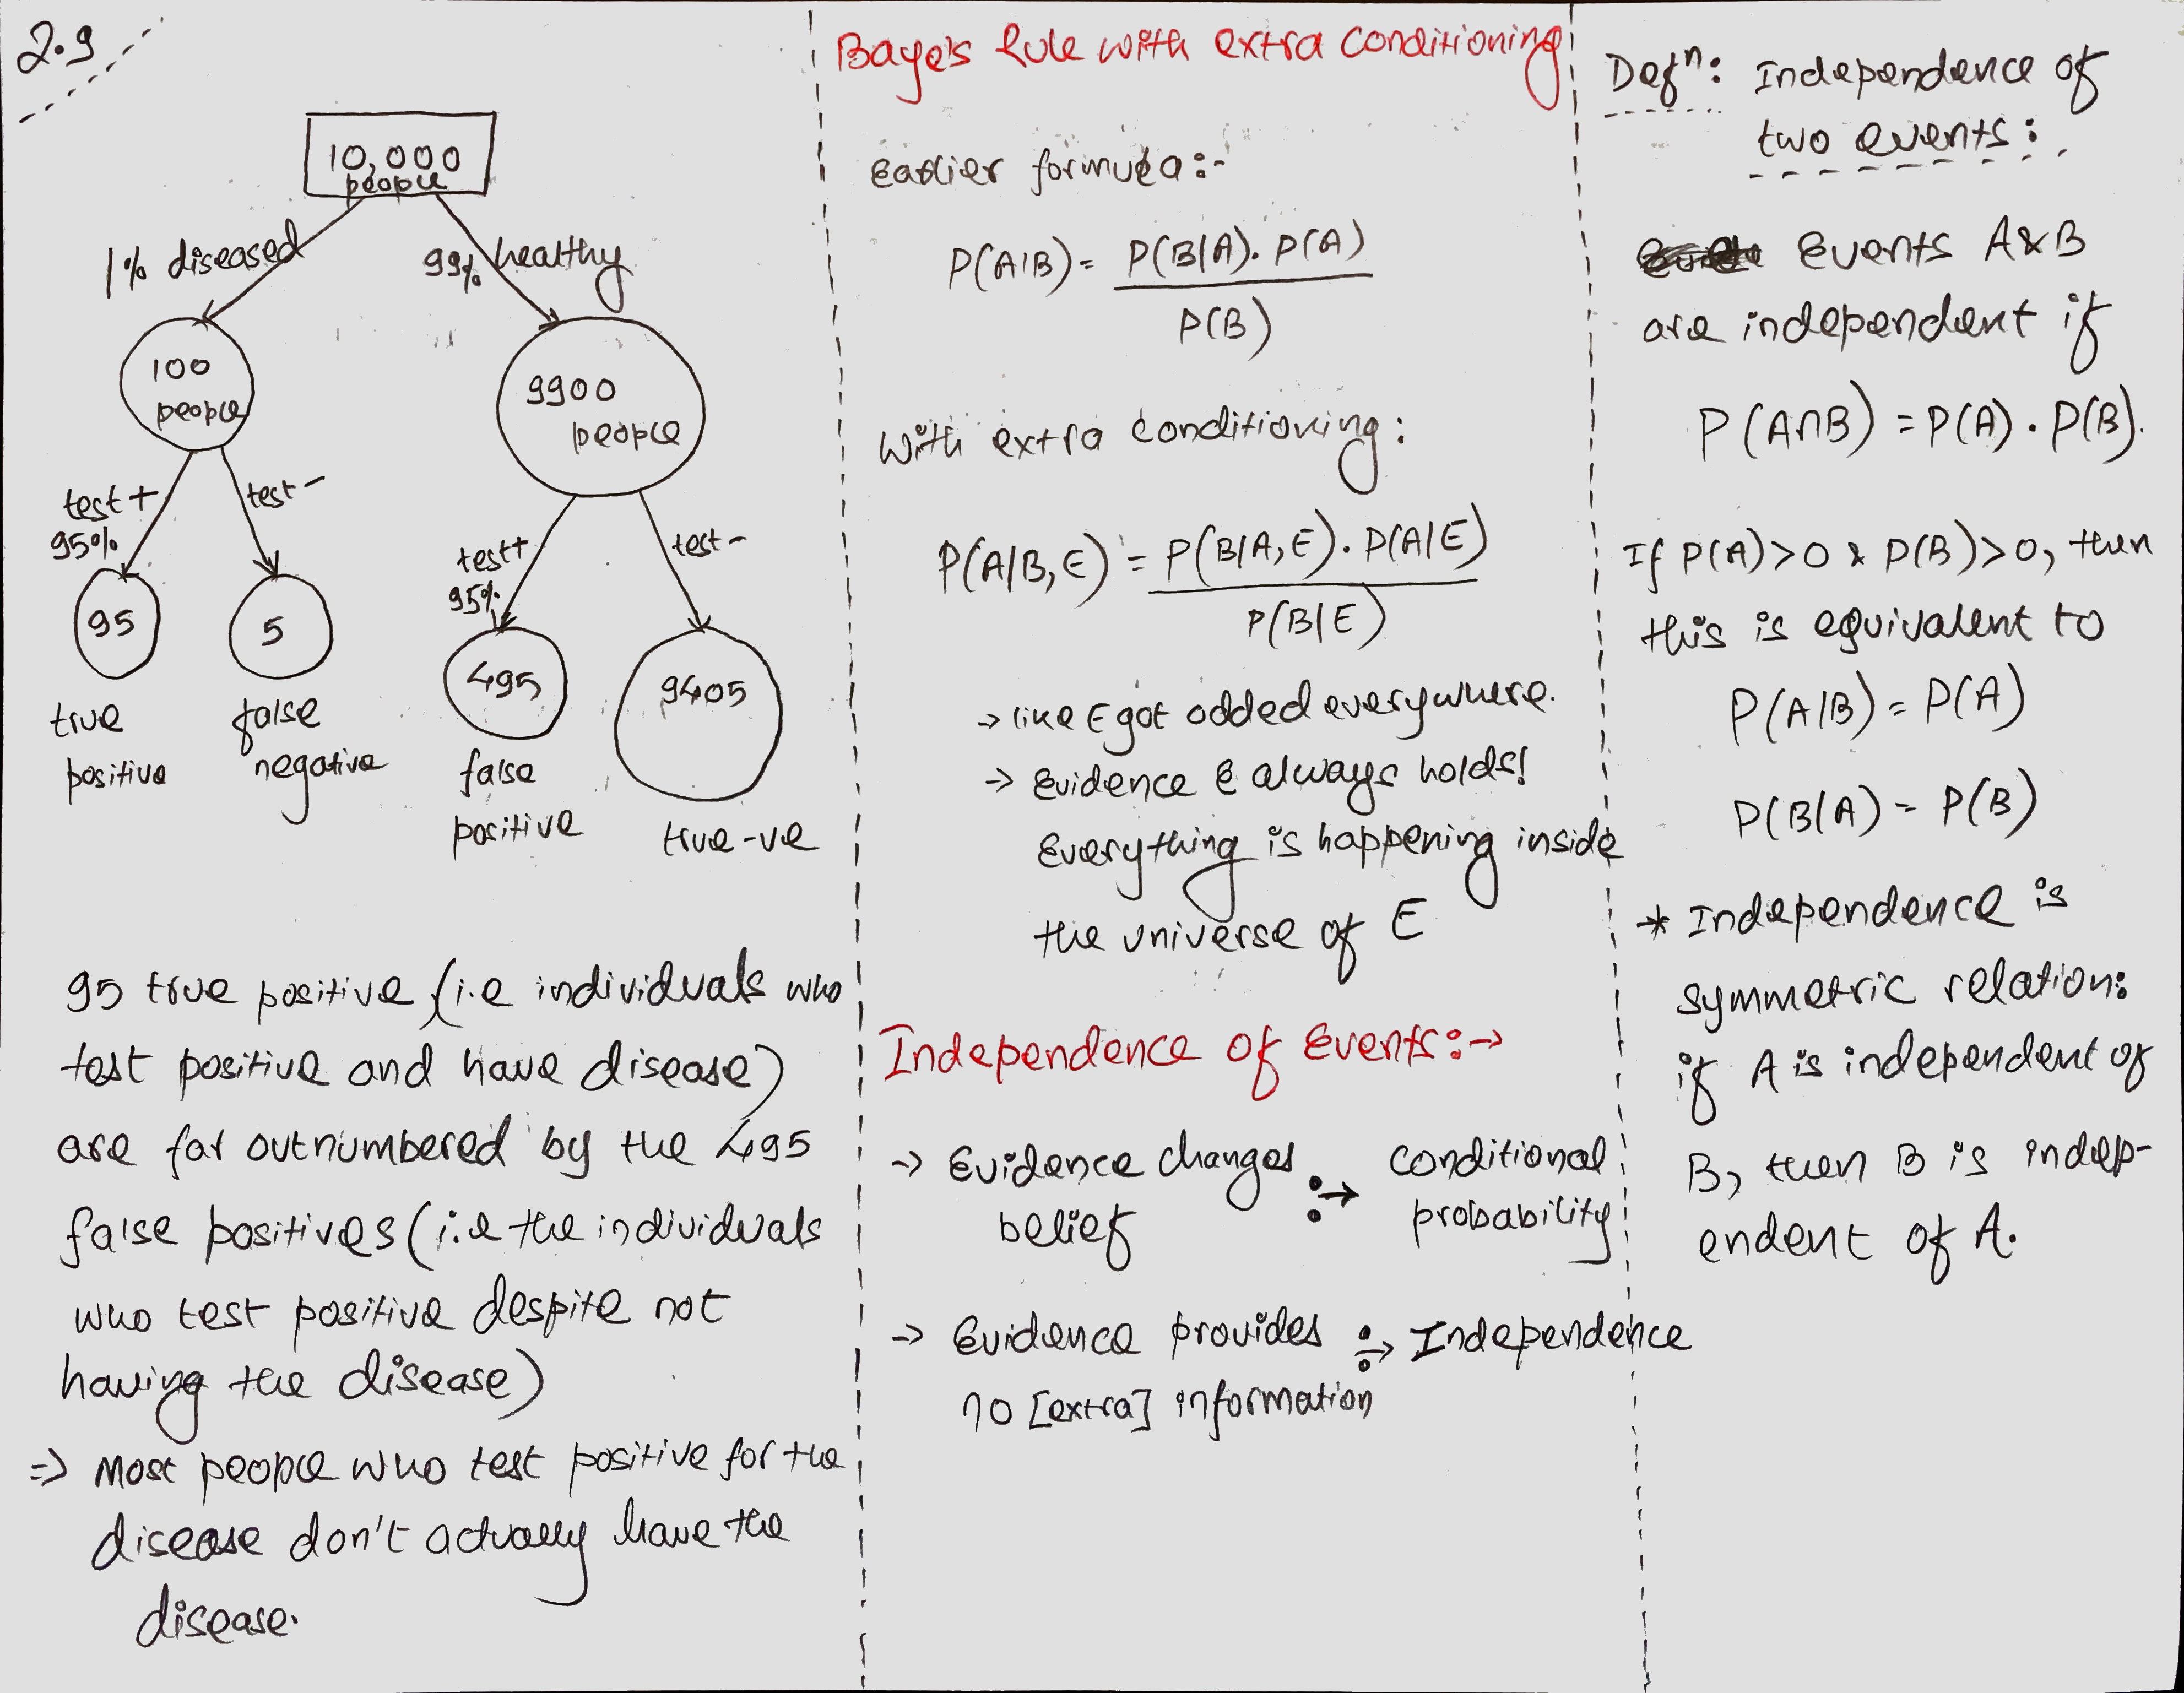 2.9
10,000
people
1% diseased
99% healthy
100
people
9900
people
test +
95%
test -
test+
95%
test -
95
5
495
9405
true
positive
false
negative
false
positive
true -ve
95 true positive (i.e individuals who
test positive and have disease)
are far outnumbered by the 495
false positives (i.e the individuals
who test positive despite not
having the disease)
=> Most people who test positive for the
disease don't actually have the
disease.
Baye's Rule with extra conditioning
Earlier formula :-
P(A|B) = P(B|A). P(A)
P(B)
With extra conditioning :
P(A|B,E) = P(B|A,E). P(A|E)
P(B|E)
-> like E got added everywhere.
-> Evidence E always holds!
Everything is happening inside
the universe of E
Independence of Events :->
-> Evidence changes :-> conditional
belief probability
-> Evidence provides :-> Independence
no [extra] information
Defⁿ: Independence of
two events :
Events A & B
are independent if
P(A∩B) = P(A) . P(B).
If P(A)>0 & P(B)>0, then
this is equivalent to
P(A|B) = P(A)
P(B|A) = P(B)
* Independence is
symmetric relation:
if A is independent of
B, then B is indep-
endent of A.